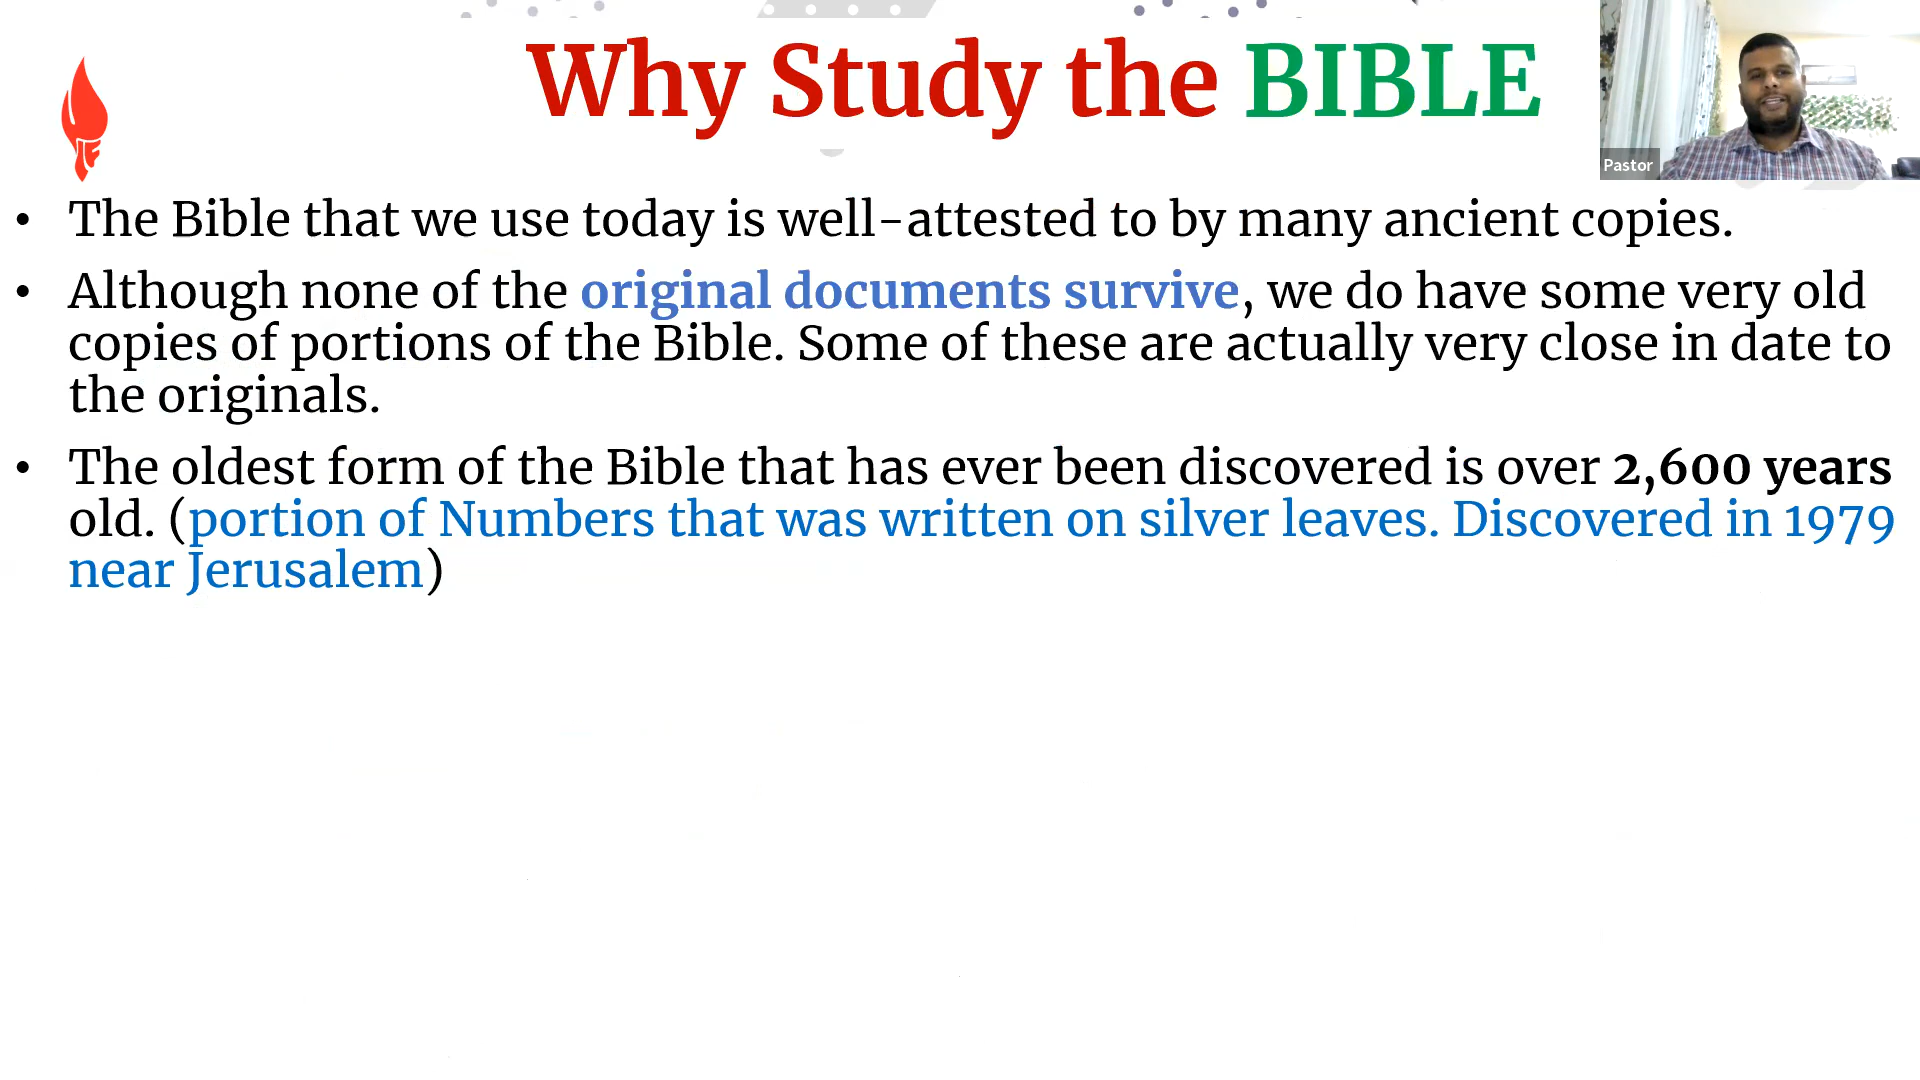 Why Study the BIBLE
Pastor
• The Bible that we use today is well-attested to by many ancient copies.
• Although none of the original documents survive, we do have some very old
copies of portions of the Bible. Some of these are actually very close in date to
the originals.
• The oldest form of the Bible that has ever been discovered is over 2,600 years
old. (portion of Numbers that was written on silver leaves. Discovered in 1979
near Jerusalem)